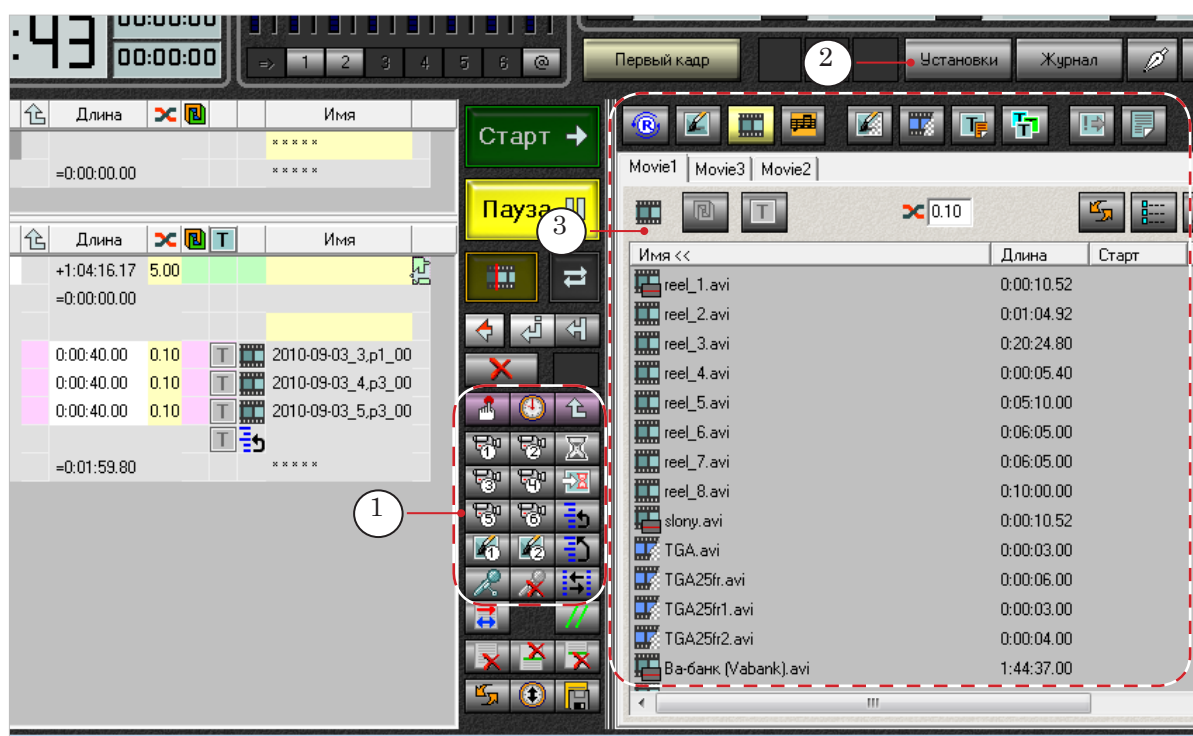 :43
00:00:00
00:00:00
=> 1 2 3 4 5 6 @
Первый кадр
2
Установки
Журнал
Длина
Имя
*****
=0:00:00.00
*****
Старт
Пауза
3
Movie1
Movie3
Movie2
T
0.10
Длина
T
Имя
+1:04:16.17 5.00
=0:00:00.00
0:00:40.00 0.10 T 2010-09-03_3,p1_00
0:00:40.00 0.10 T 2010-09-03_4,p3_00
0:00:40.00 0.10 T 2010-09-03_5,p3_00
T
=0:01:59.80 *****
1
1 2
3 4
5 6
1 2
Имя <<
Длина
Старт
reel_1.avi 0:00:10.52
reel_2.avi 0:01:04.92
reel_3.avi 0:20:24.80
reel_4.avi 0:00:05.40
reel_5.avi 0:05:10.00
reel_6.avi 0:06:05.00
reel_7.avi 0:06:05.00
reel_8.avi 0:10:00.00
slony.avi 0:00:10.52
TGA.avi 0:00:03.00
TGA25fr.avi 0:00:06.00
TGA25fr1.avi 0:00:03.00
TGA25fr2.avi 0:00:04.00
Ва-банк (Vabank).avi 1:44:37.00